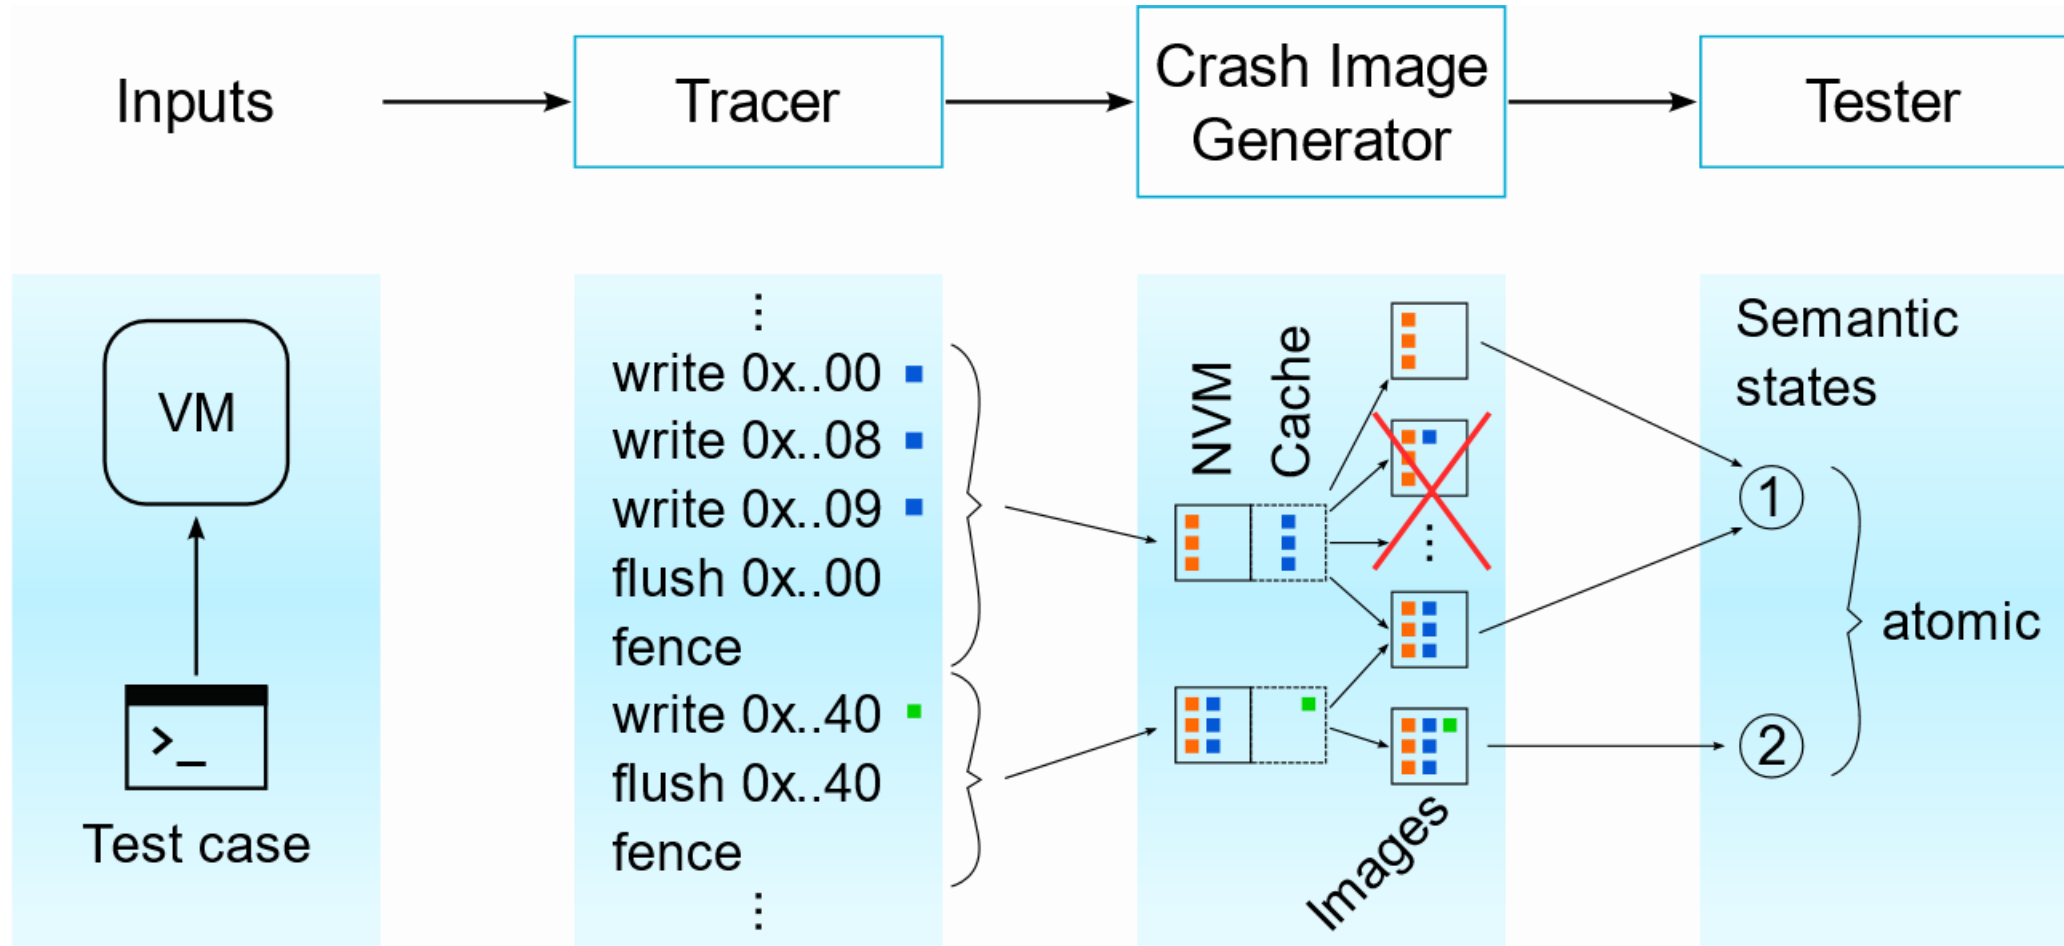 Inputs
Tracer
Crash Image
Generator
Tester
VM
>_
Test case
⋮
write 0x..00
write 0x..08
write 0x..09
flush 0x..00
fence
write 0x..40
flush 0x..40
fence
⋮
NVM
Cache
⋮
Images
Semantic
states
1
2
atomic